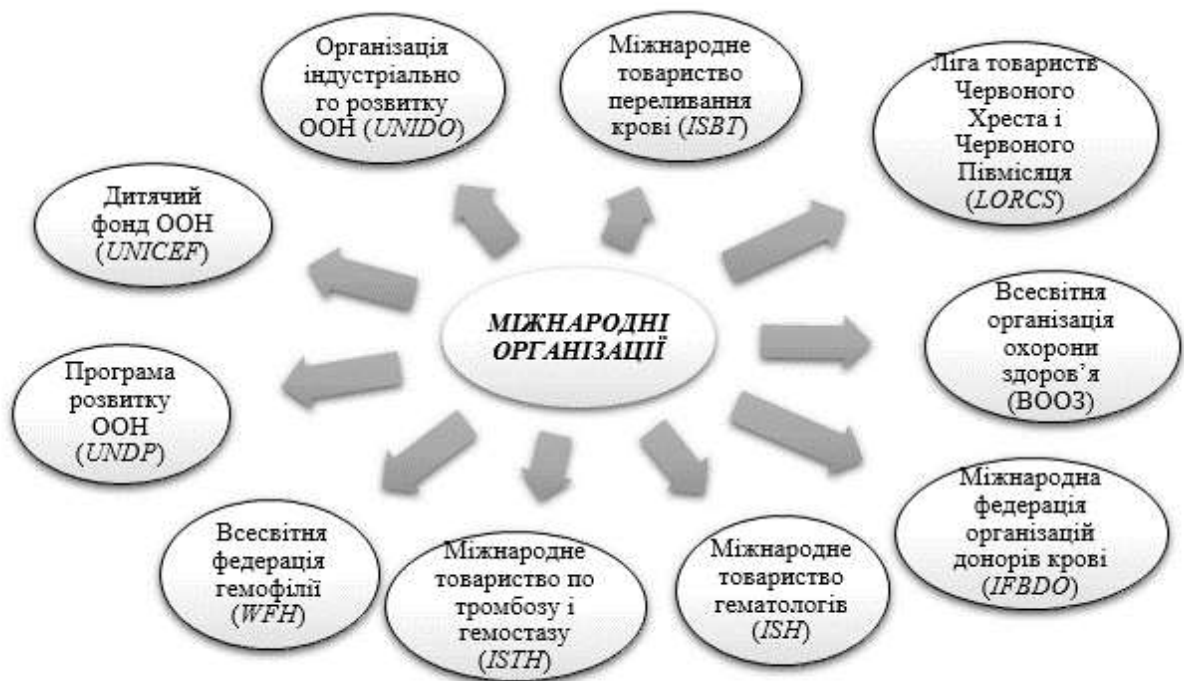 Організація
індустріально
го розвитку
ООН (UNIDO)
Міжнародне
товариство
переливання
крові (ISBT)
Ліга товариств
Червоного
Хреста і
Червоного
Півмісяця
(LORCS)
Дитячий
фонд ООН
(UNICEF)
МІЖНАРОДНІ
ОРГАНІЗАЦІЇ
Всесвітня
організація
охорони
здоров’я
(ВООЗ)
Програма
розвитку
ООН
(UNDP)
Міжнародна
федерація
організацій
донорів крові
(IFBDO)
Всесвітня
федерація
гемофілії
(WFH)
Міжнародне
товариство по
тромбозу і
гемостазу
(ISTH)
Міжнародне
товариство
гематологів
(ISH)